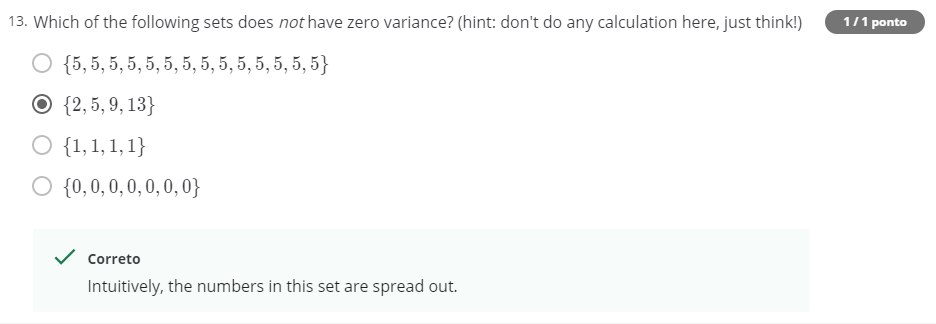 13. Which of the following sets does not have zero variance? (hint: don't do any calculation here, just think!) 1 / 1 ponto
{5, 5, 5, 5, 5, 5, 5, 5, 5, 5, 5, 5, 5, 5}
{2, 5, 9, 13}
{1, 1, 1, 1}
{0, 0, 0, 0, 0, 0, 0}
Correto
Intuitively, the numbers in this set are spread out.